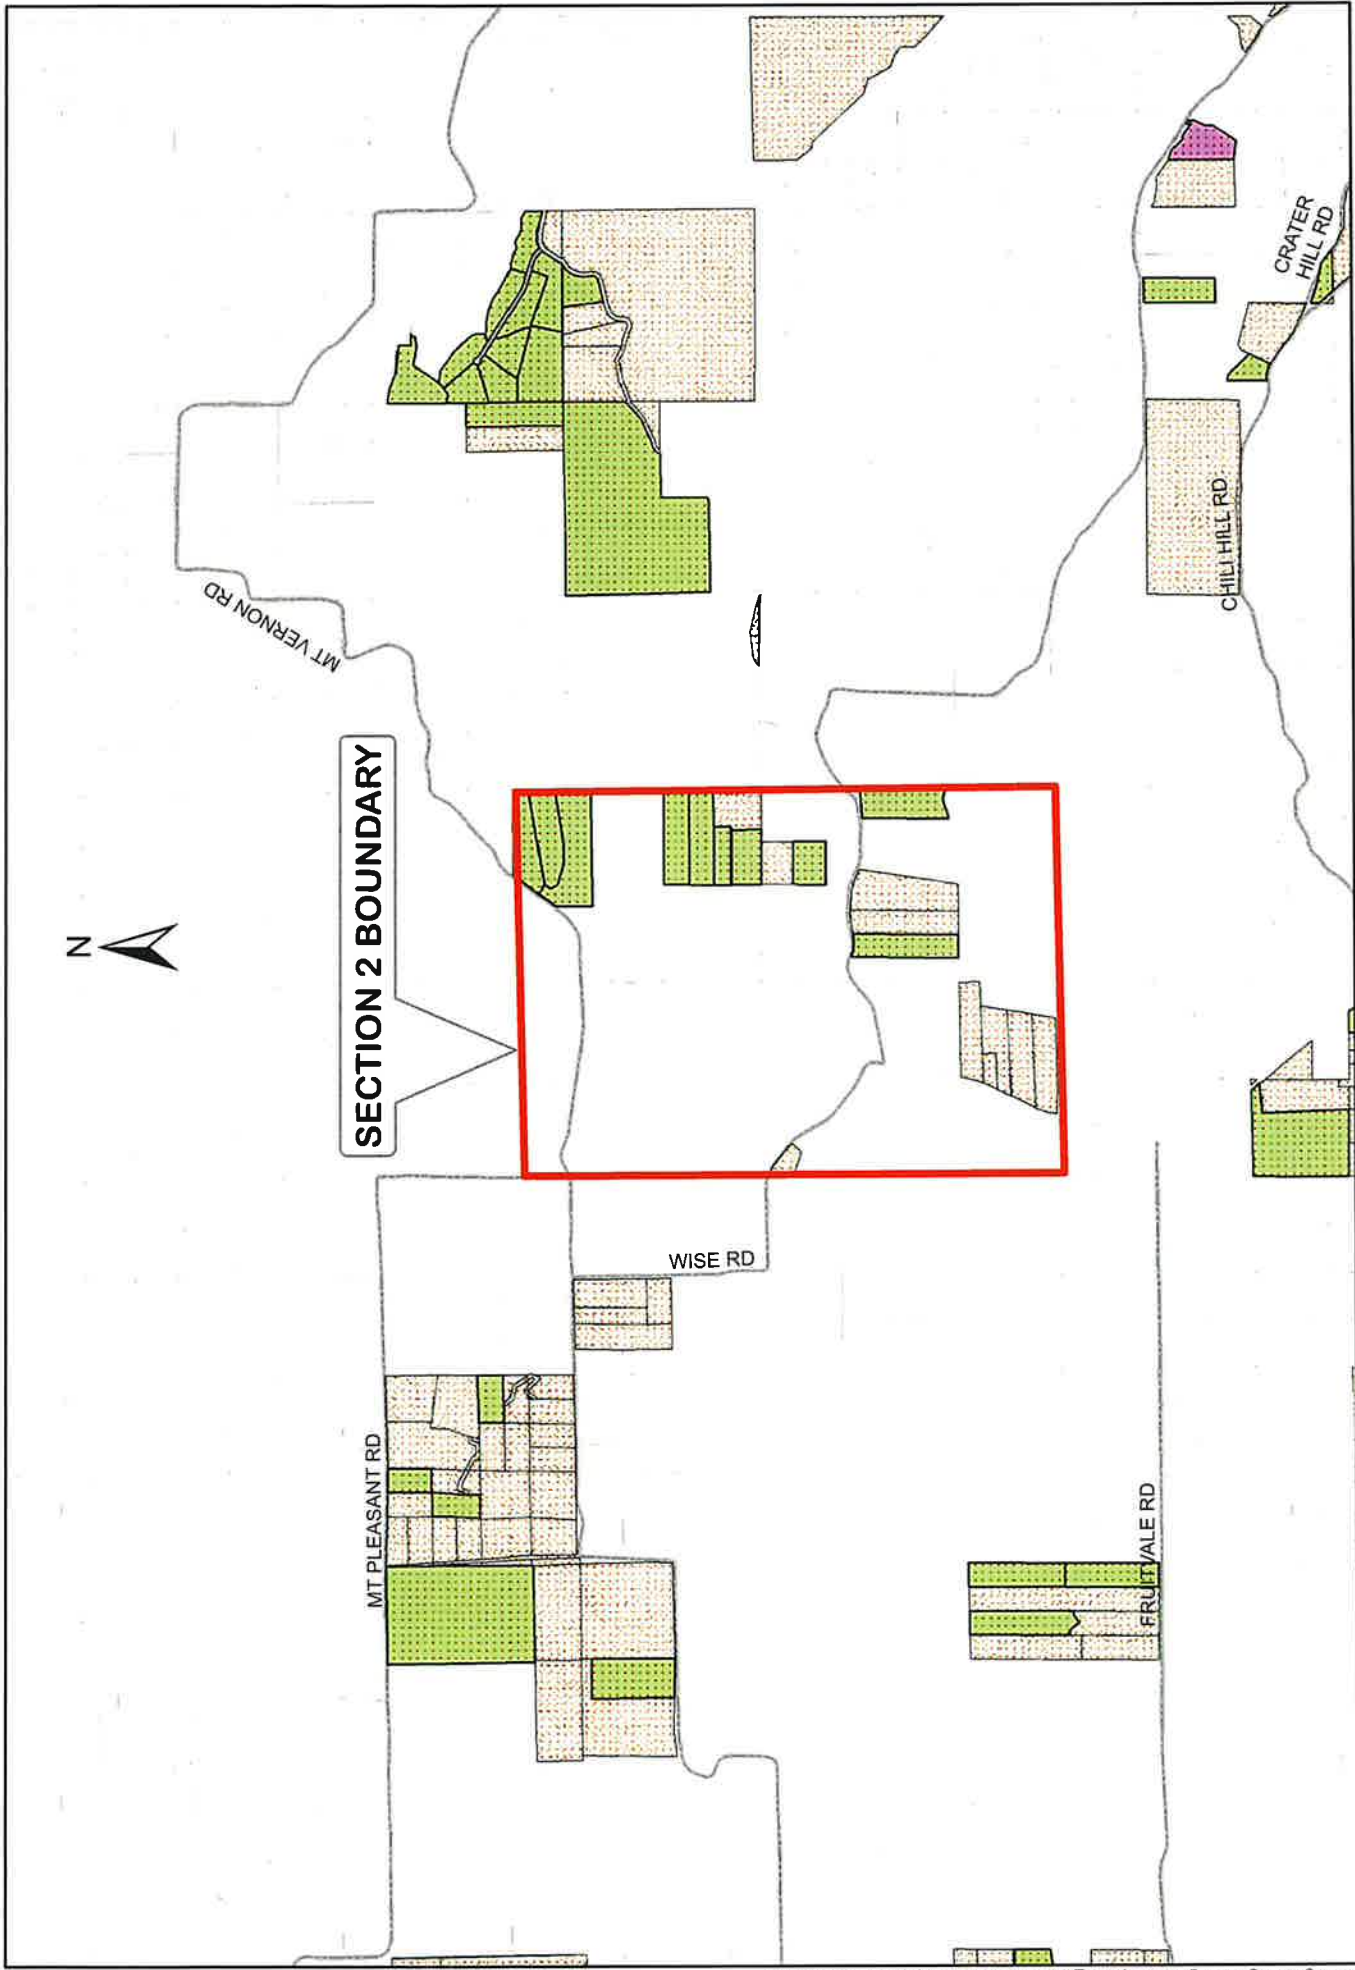 N
SECTION 2 BOUNDARY
MT VERNON RD
MT PLEASANT RD
WISE RD
FRUITVALE RD
CHILI HILL RD
CRATER
HILL RD